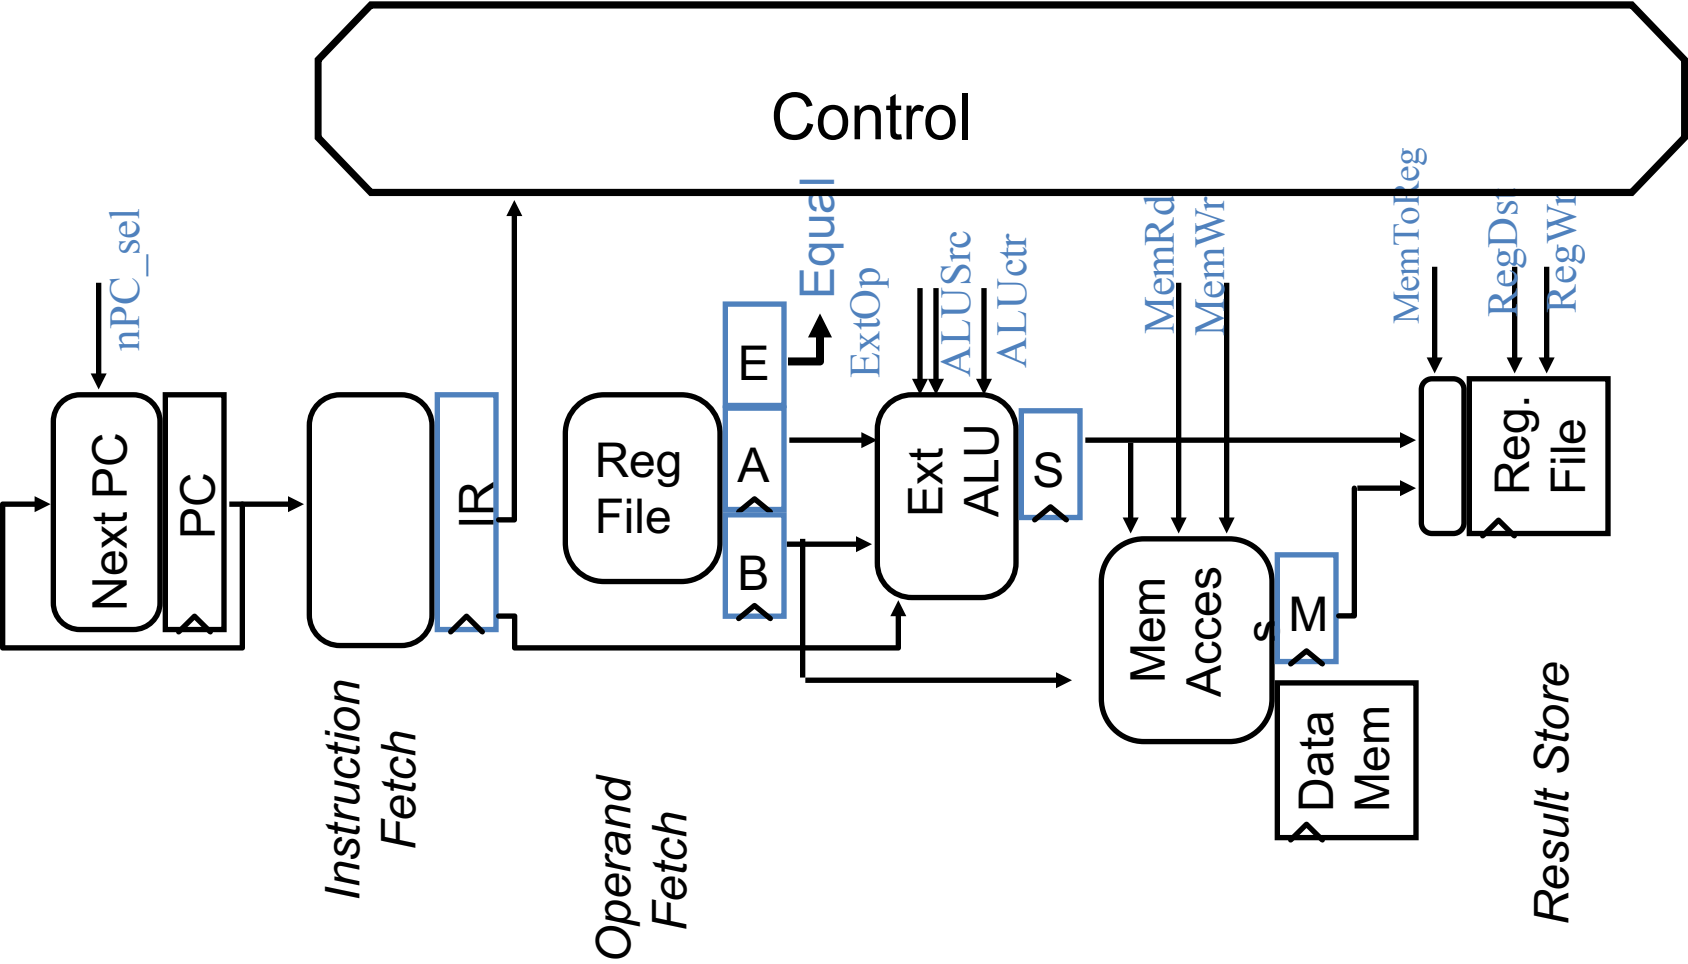 Control
nPC_sel
Equal
ExtOp
ALUSrc
ALUctr
MemRd
MemWr
MemToReg
RegDst
RegWr
Next PC
PC
IR
Reg
File
E
A
B
Ext
ALU
S
Mem
Acces
s
M
Data
Mem
Reg.
File
Instruction
Fetch
Operand
Fetch
Result Store